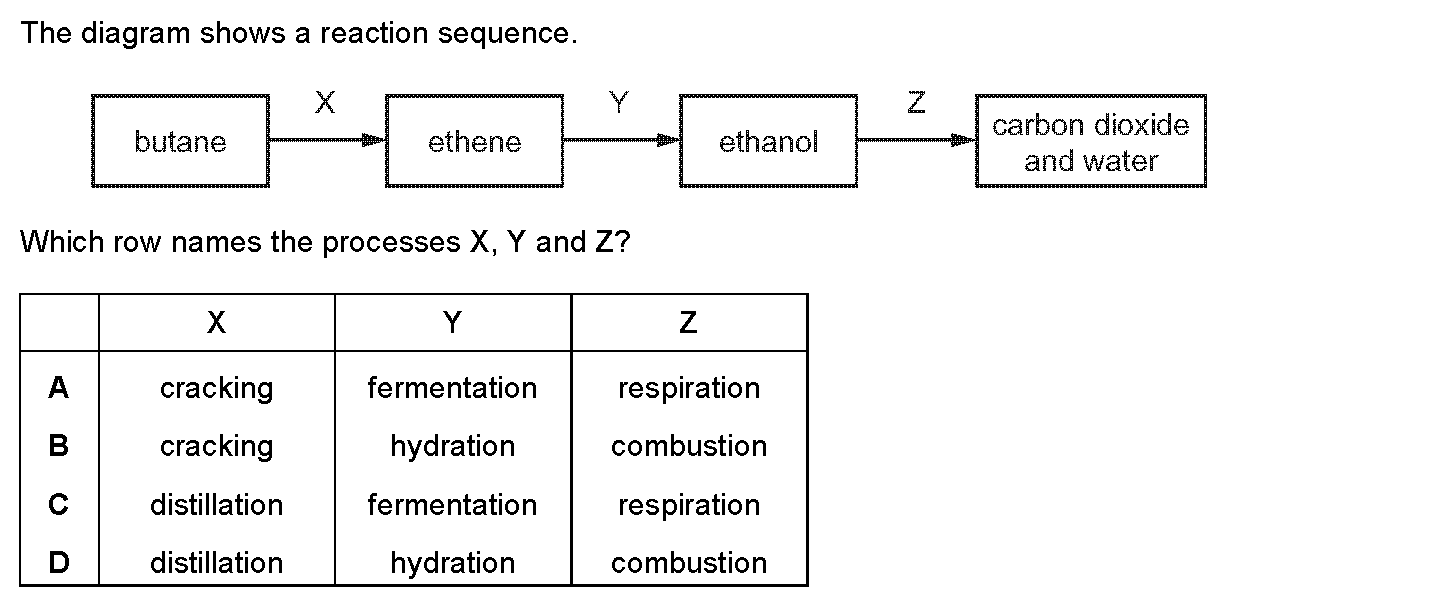 The diagram shows a reaction sequence.
X Y Z
butane ethene ethanol carbon dioxide
and water
Which row names the processes X, Y and Z?
X Y Z
A cracking fermentation respiration
B cracking hydration combustion
C distillation fermentation respiration
D distillation hydration combustion